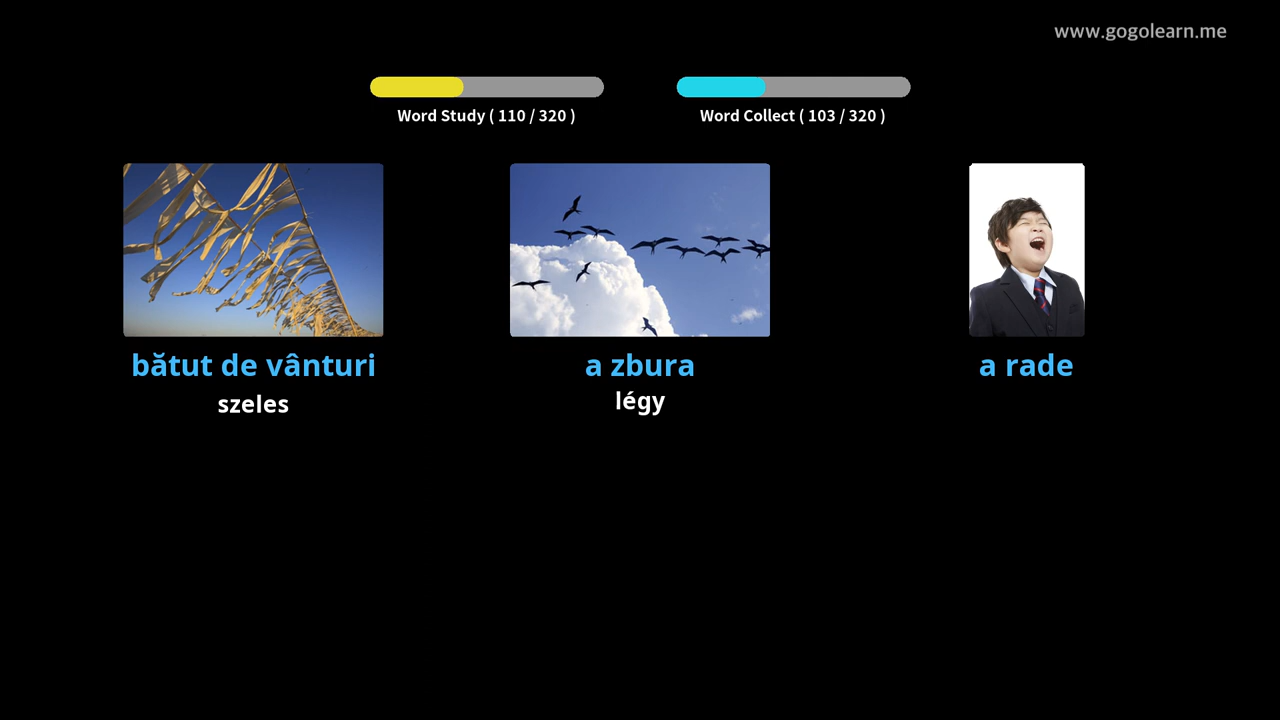 www.gogolearn.me
Word Study ( 110 / 320 )
Word Collect ( 103 / 320 )
bătut de vânturi
a zbura
a rade
szeles
légy